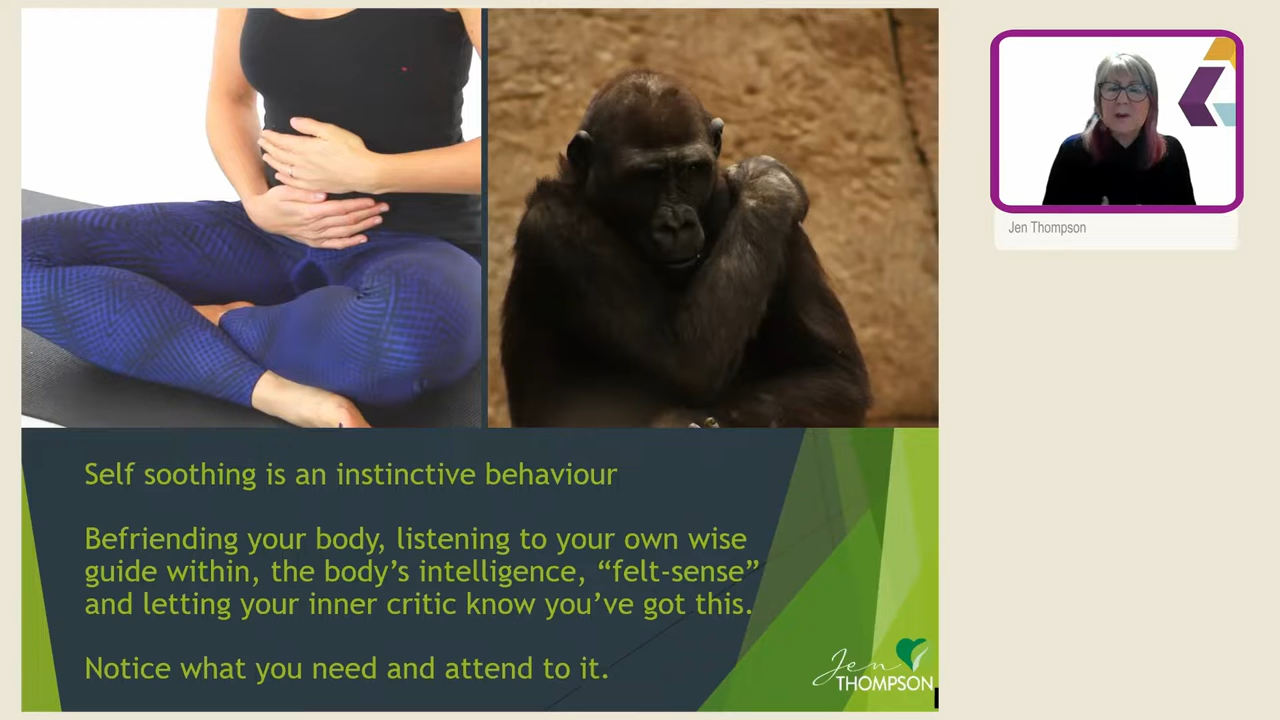 Jen Thompson
Self soothing is an instinctive behaviour
Befriending your body, listening to your own wise
guide within, the body’s intelligence, “felt-sense”
and letting your inner critic know you’ve got this.
Notice what you need and attend to it.
Jen
THOMPSON